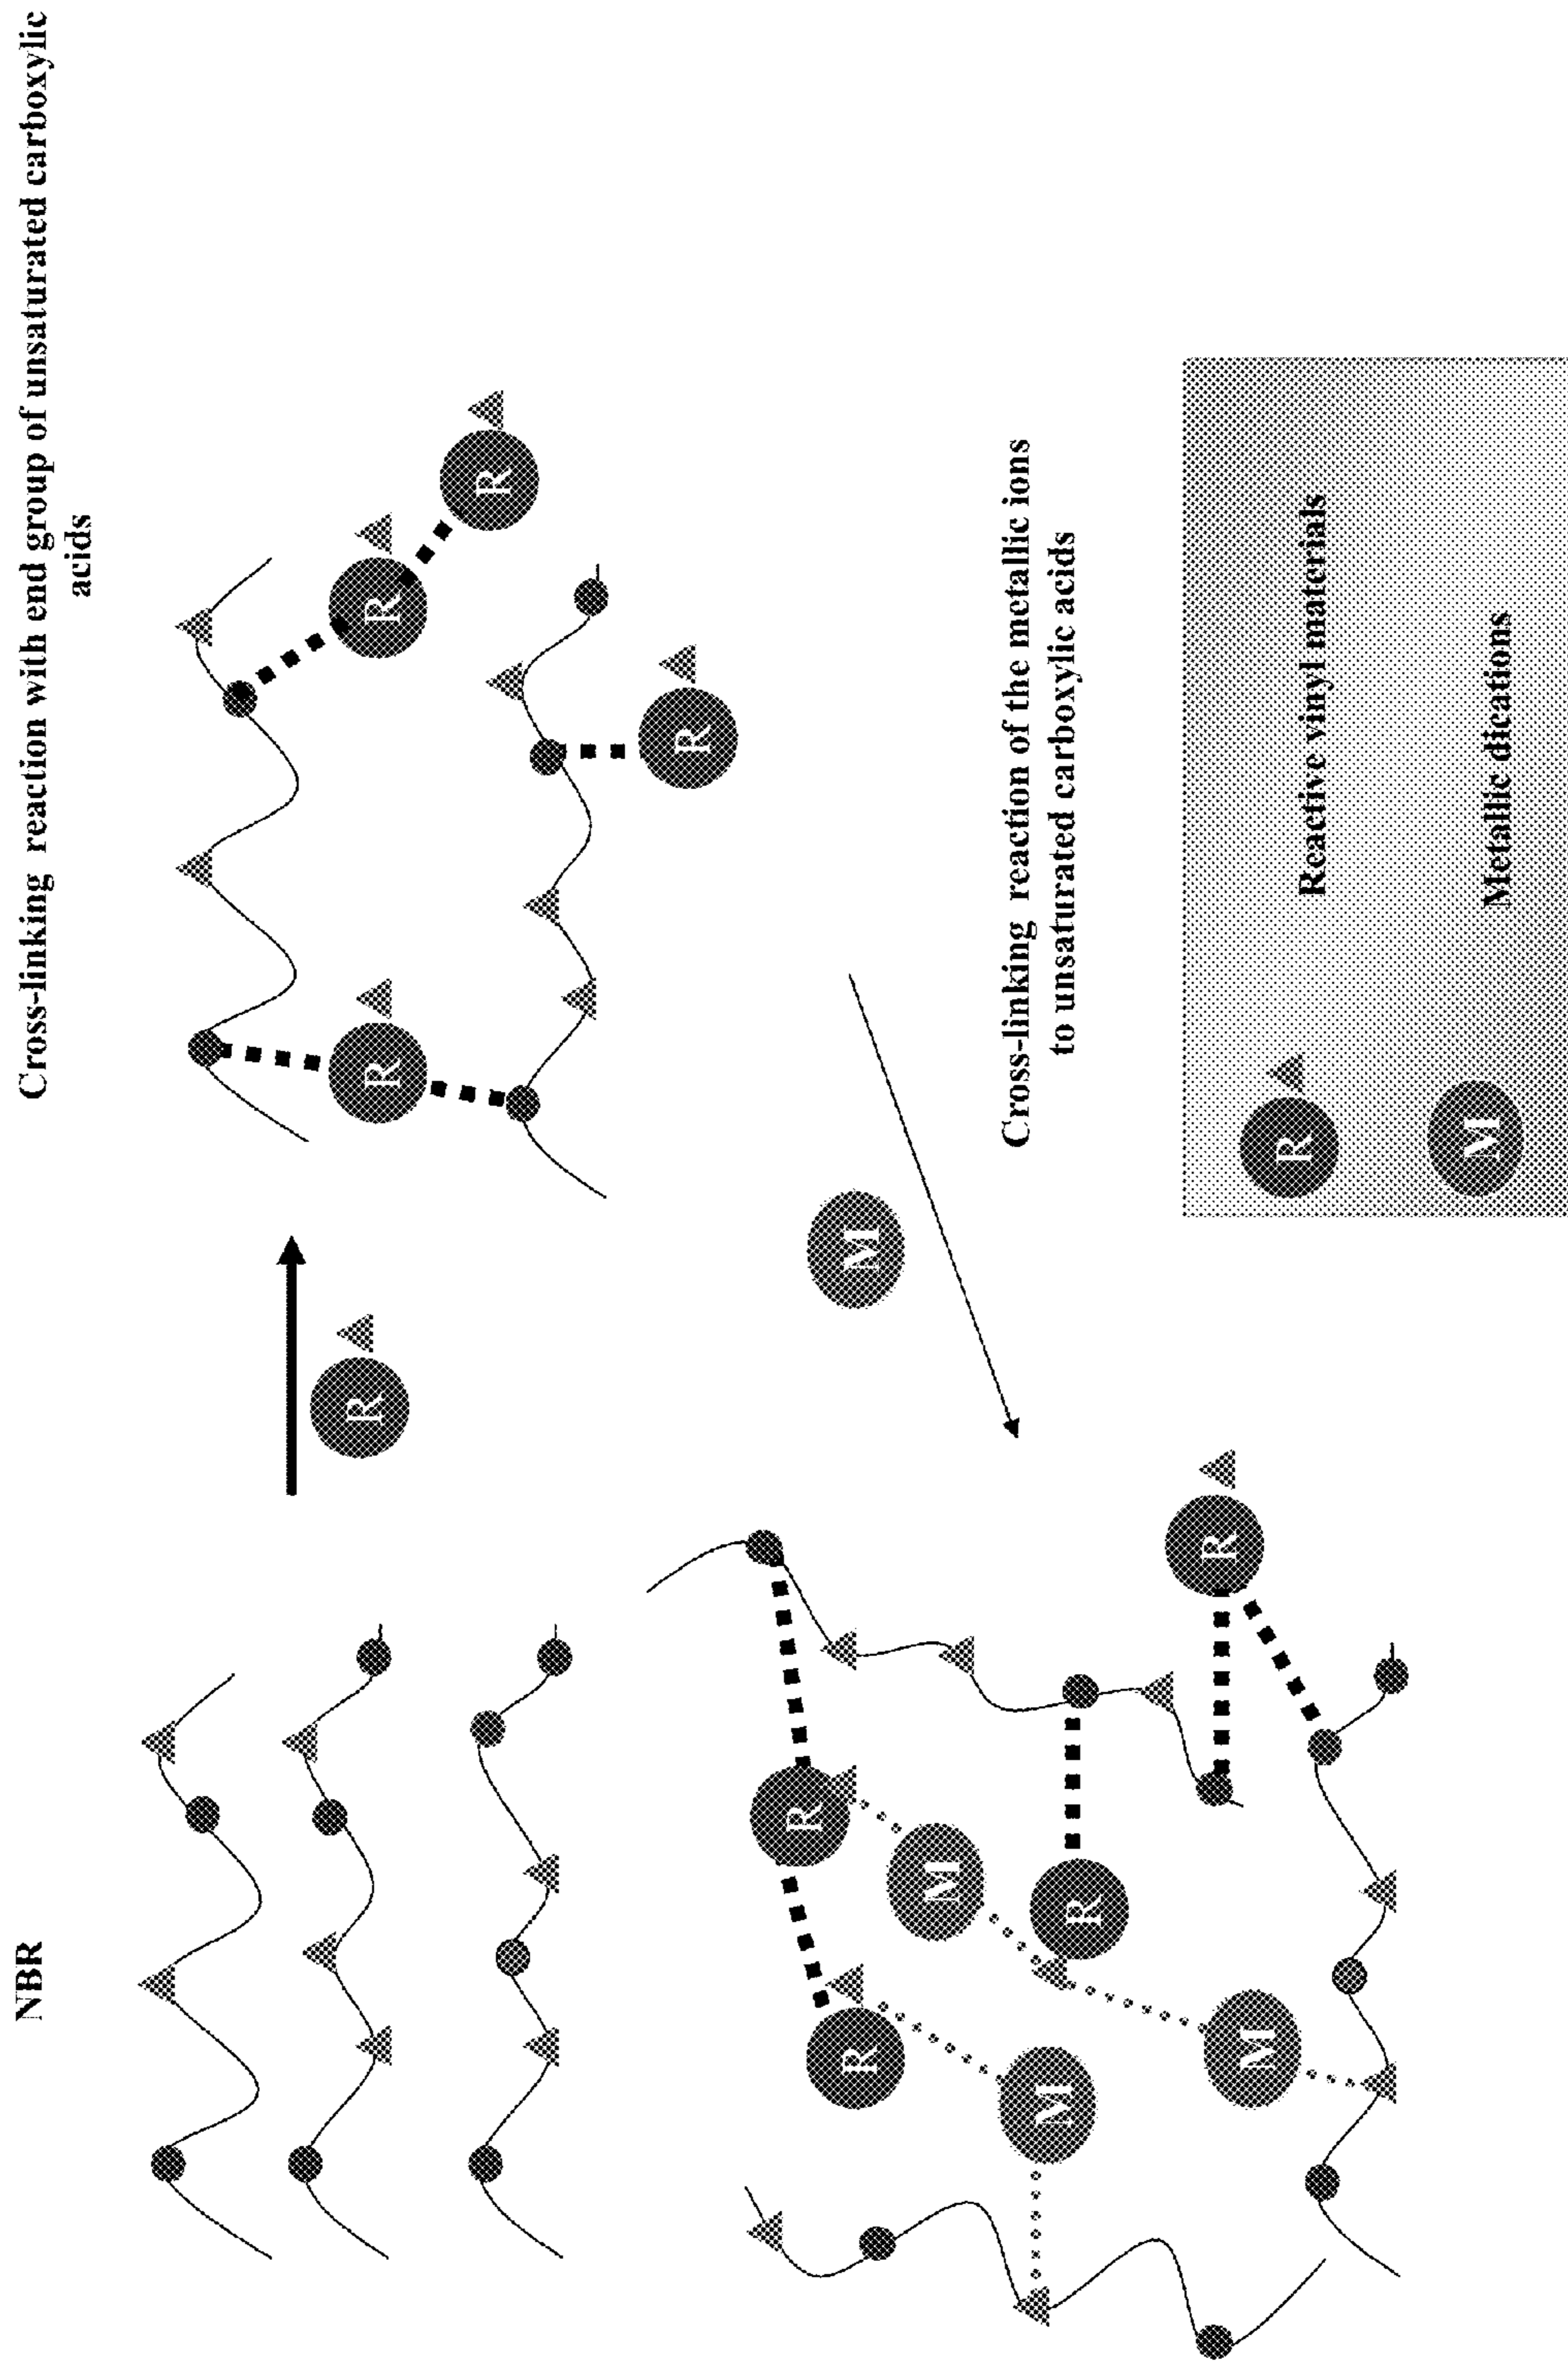 NBR
R
Cross-linking reaction with end group of unsaturated carboxylic
acids
R
R
R
R
M
Cross-linking reaction of the metallic ions
to unsaturated carboxylic acids
R
R
M
R
R
M
M
R Reactive vinyl materials
M Metallic dications